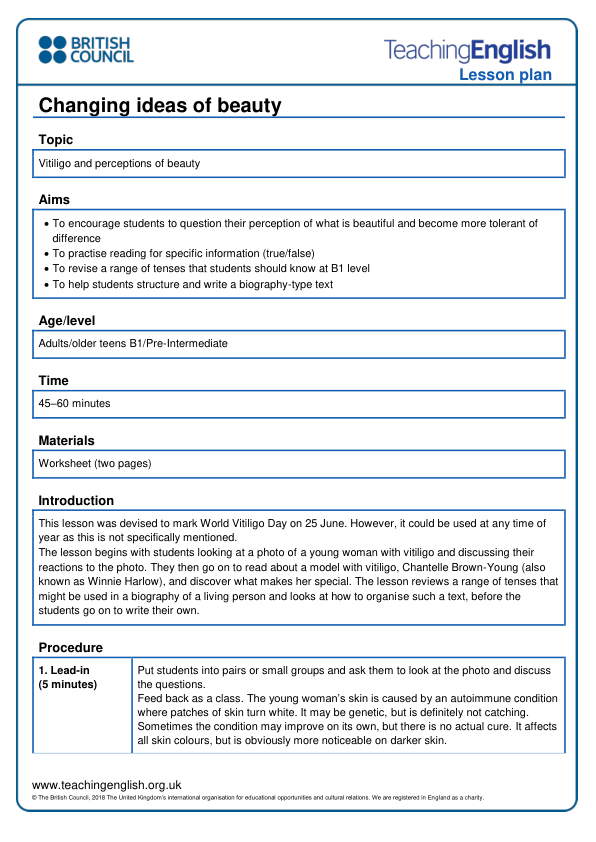 BRITISH
COUNCIL
TeachingEnglish
Lesson plan
Changing ideas of beauty
Topic
Vitiligo and perceptions of beauty
Aims
• To encourage students to question their perception of what is beautiful and become more tolerant of
difference
• To practise reading for specific information (true/false)
• To revise a range of tenses that students should know at B1 level
• To help students structure and write a biography-type text
Age/level
Adults/older teens B1/Pre-Intermediate
Time
45–60 minutes
Materials
Worksheet (two pages)
Introduction
This lesson was devised to mark World Vitiligo Day on 25 June. However, it could be used at any time of
year as this is not specifically mentioned.
The lesson begins with students looking at a photo of a young woman with vitiligo and discussing their
reactions to the photo. They then go on to read about a model with vitiligo, Chantelle Brown-Young (also
known as Winnie Harlow), and discover what makes her special. The lesson reviews a range of tenses that
might be used in a biography of a living person and looks at how to organise such a text, before the
students go on to write their own.
Procedure
1. Lead-in
(5 minutes)
Put students into pairs or small groups and ask them to look at the photo and discuss
the questions.
Feed back as a class. The young woman's skin is caused by an autoimmune condition
where patches of skin turn white. It may be genetic, but is definitely not catching.
Sometimes the condition may improve on its own, but there is no actual cure. It affects
all skin colours, but is obviously more noticeable on darker skin.
www.teachingenglish.org.uk
© The British Council, 2018 The United Kingdom's international organisation for educational opportunities and cultural relations. We are registered in England as a charity.